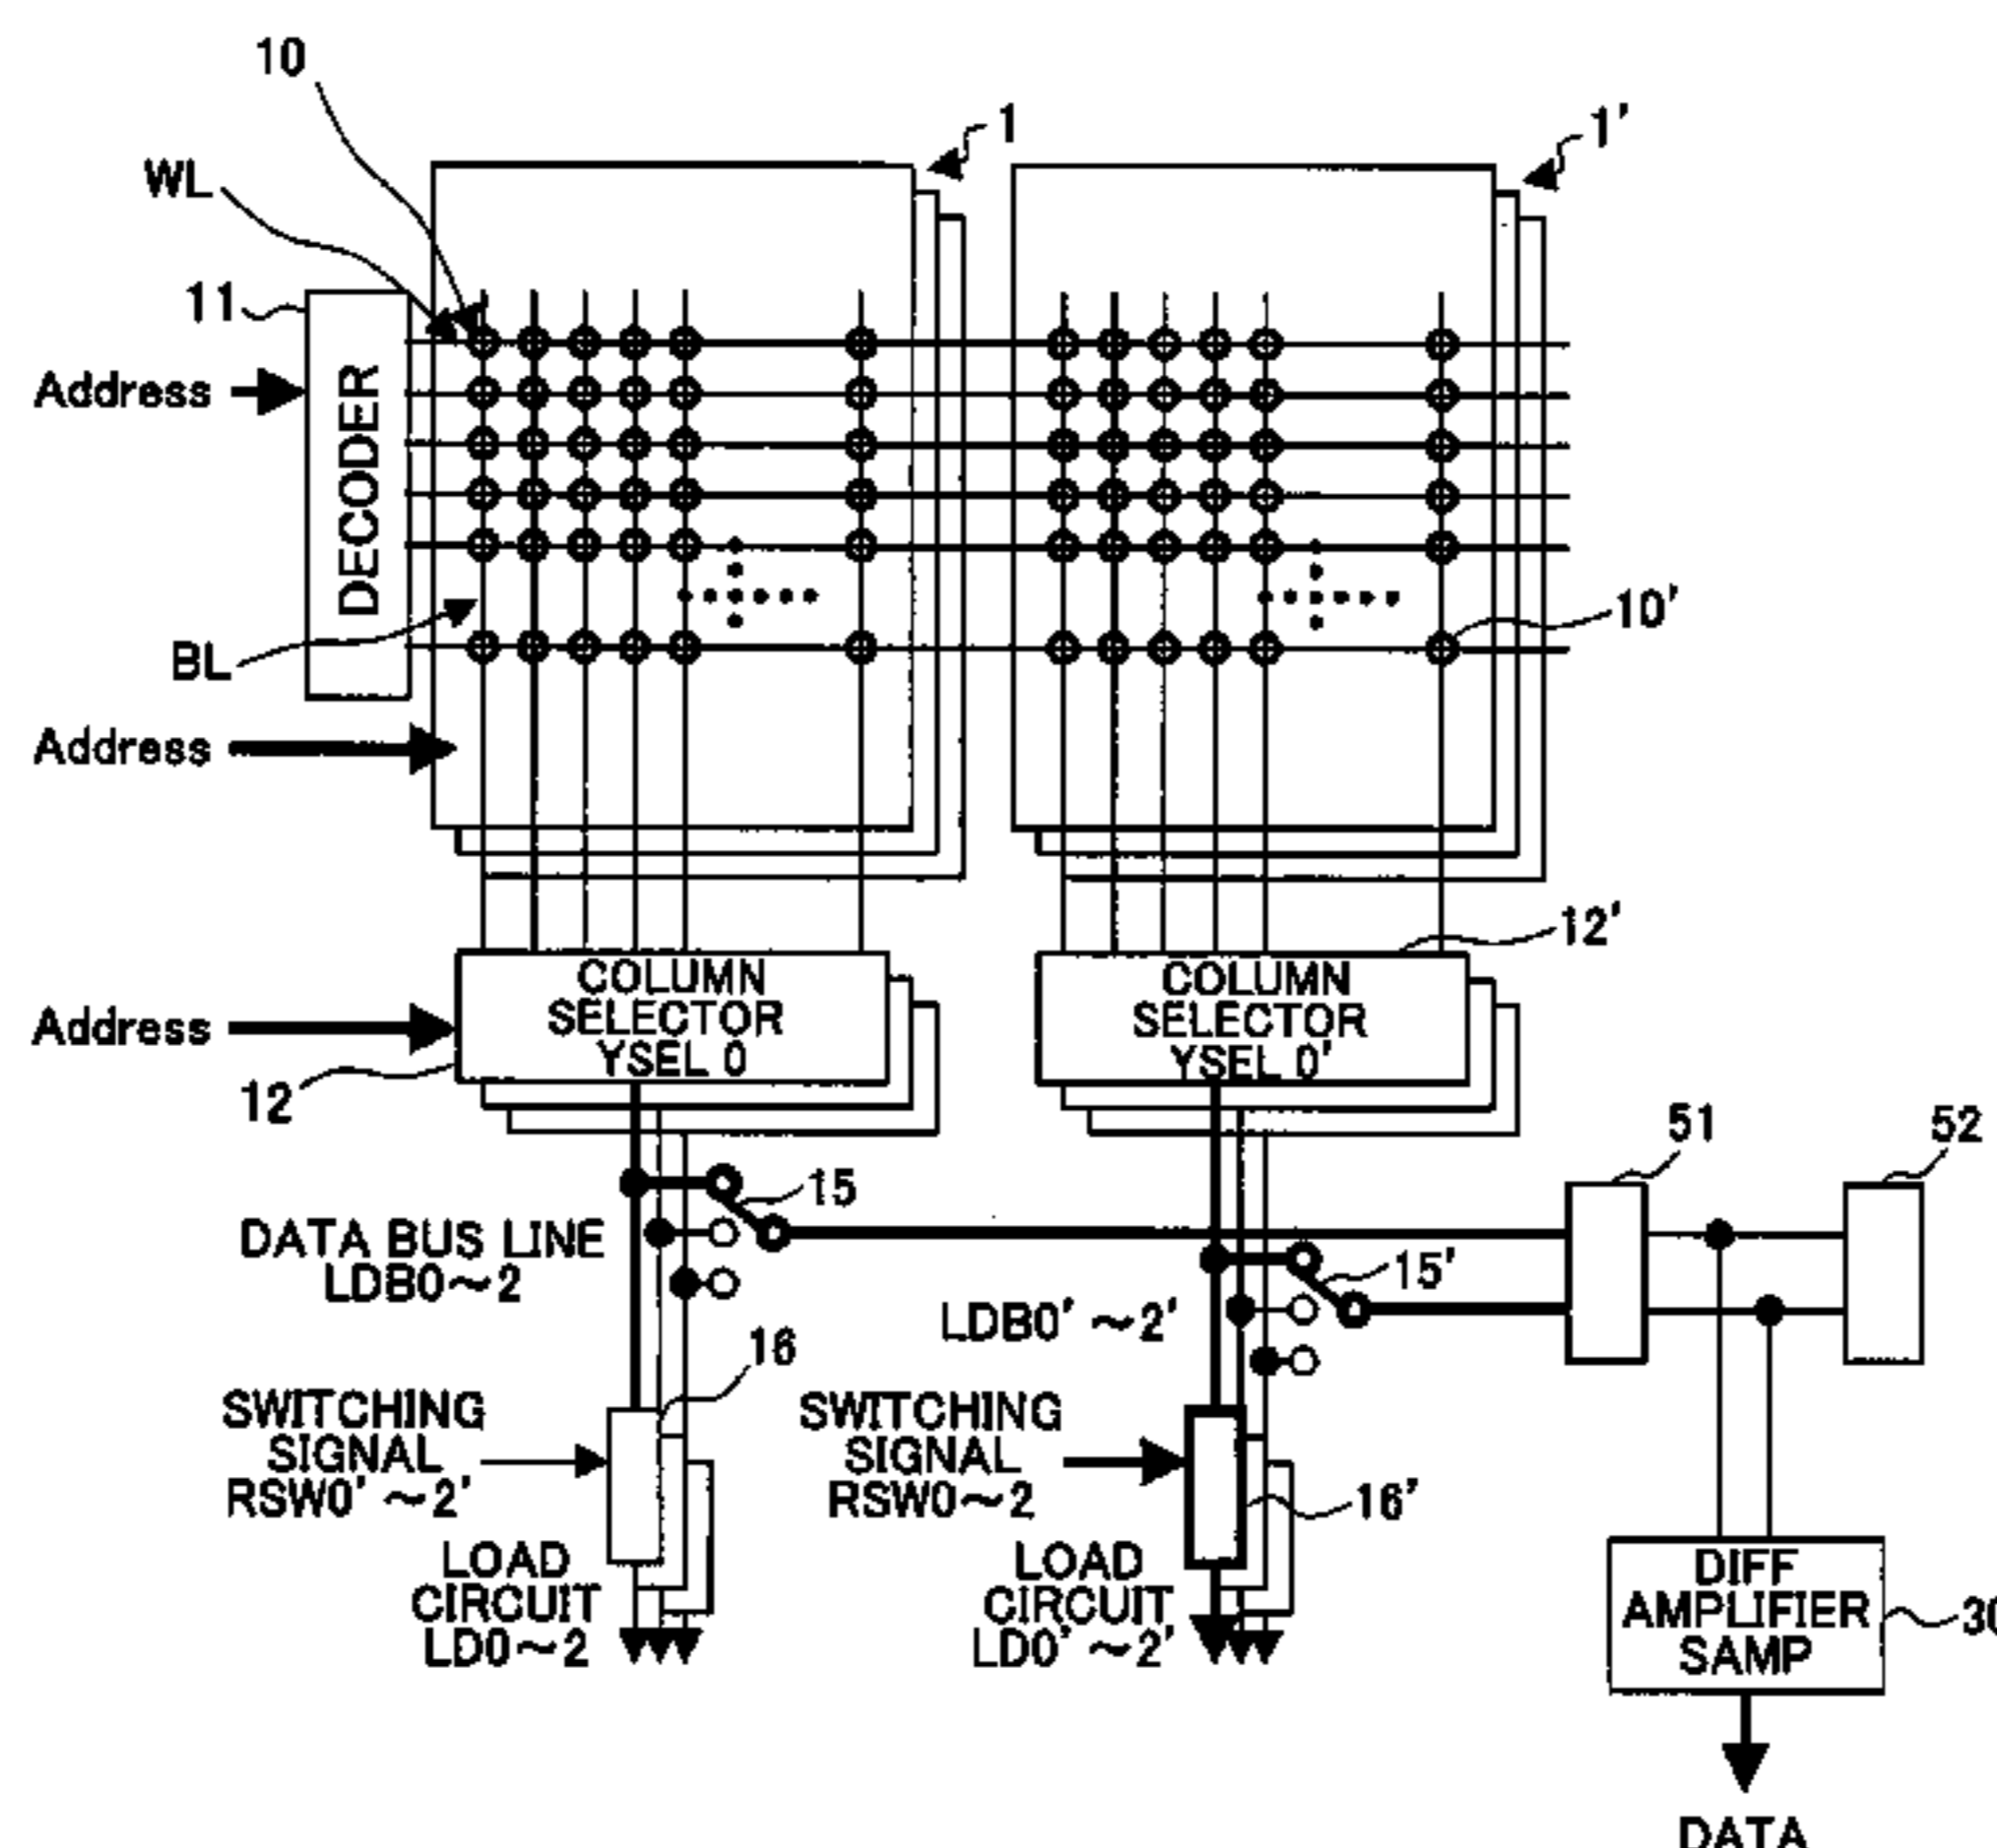 10
1
1'
WL
11
Address
DECODER
10'
BL
Address
12'
COLUMN
SELECTOR
YSEL 0
COLUMN
SELECTOR
YSEL 0'
Address
12
51
52
15
DATA BUS LINE
LDB0~2
15'
LDB0' ~2'
16
SWITCHING
SIGNAL
RSW0' ~2'
SWITCHING
SIGNAL
RSW0~2
16'
LOAD
CIRCUIT
LD0~2
LOAD
CIRCUIT
LD0' ~2'
DIFF
AMPLIFIER
SAMP
30
DATA